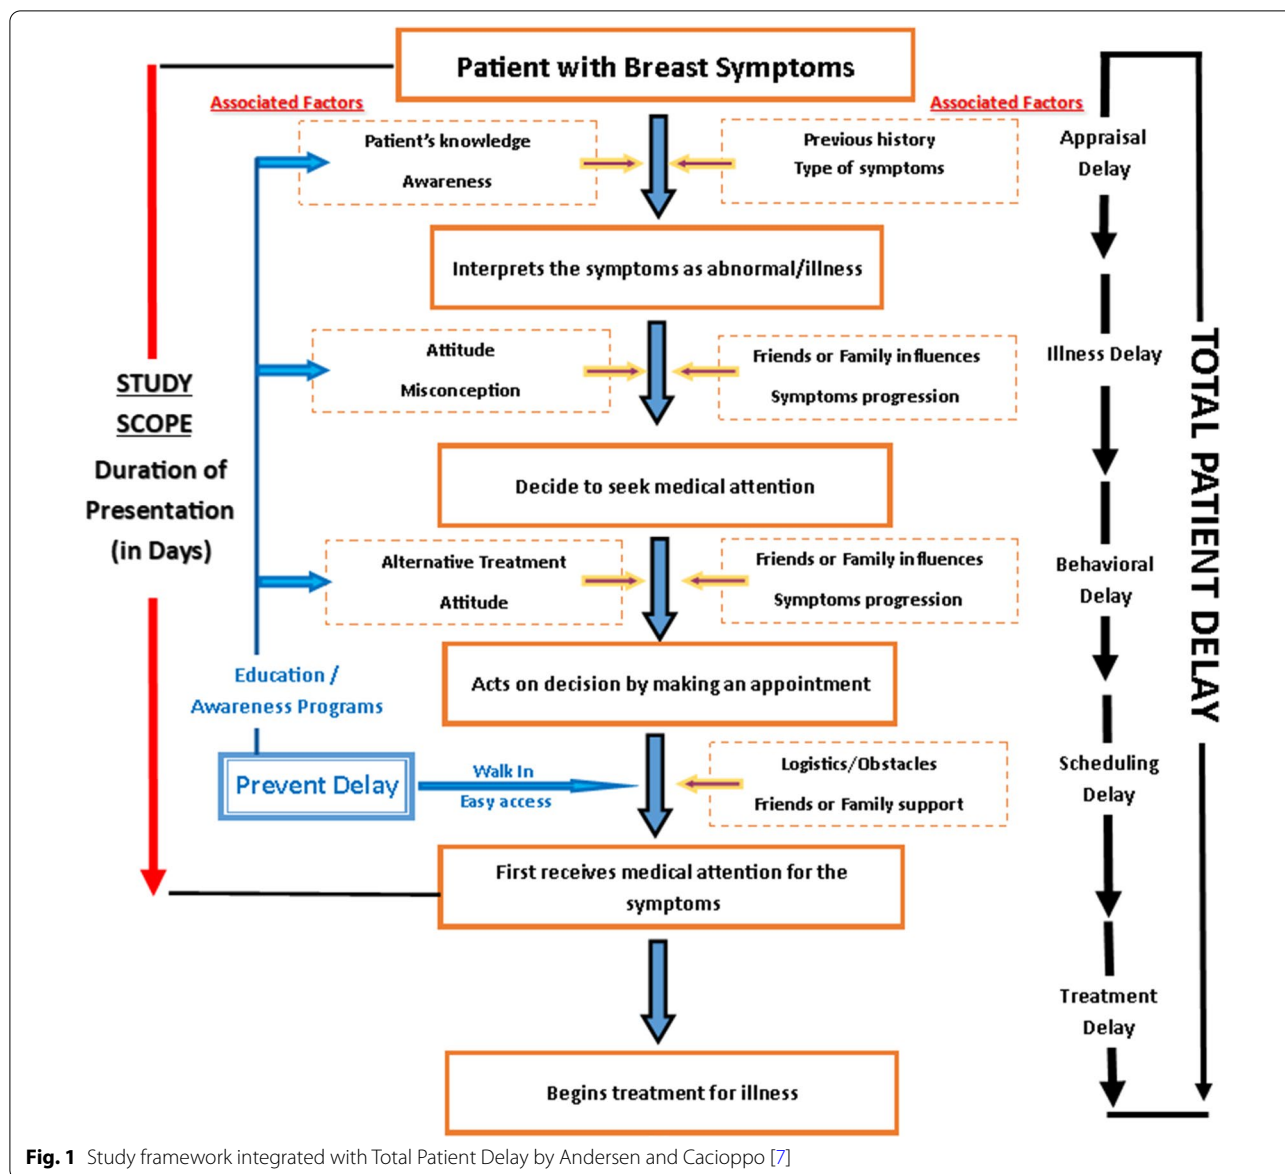 Patient with Breast Symptoms
Associated Factors
Associated Factors
Patient's knowledge
Awareness
Previous history
Type of symptoms
Appraisal
Delay
Interprets the symptoms as abnormal/illness
Attitude
Misconception
Friends or Family influences
Symptoms progression
Illness Delay
STUDY
SCOPE
Duration of
Presentation
(in Days)
Decide to seek medical attention
Alternative Treatment
Attitude
Friends or Family influences
Symptoms progression
Behavioral
Delay
TOTAL PATIENT DELAY
Education /
Awareness Programs
Acts on decision by making an appointment
Prevent Delay
Walk In
Easy access
Logistics/Obstacles
Friends or Family support
Scheduling
Delay
First receives medical attention for the
symptoms
Treatment
Delay
Begins treatment for illness
Fig. 1 Study framework integrated with Total Patient Delay by Andersen and Cacioppo [7]